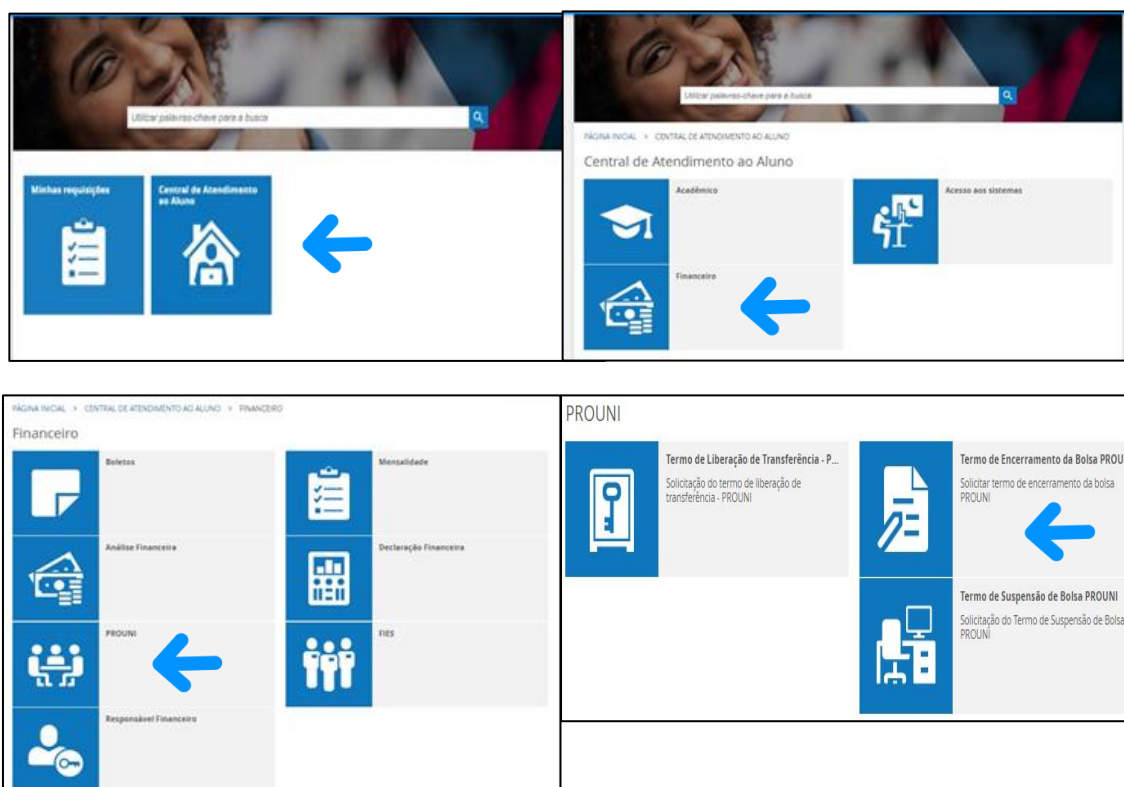 Utilizar palavras-chave para a busca
Minhas requisições
Central de Atendimento
ao Aluno
Utilizar palavras-chave para a busca
PÁGINA INICIAL > CENTRAL DE ATENDIMENTO AO ALUNO
Central de Atendimento ao Aluno
Acadêmico
Acesso aos sistemas
Financeiro
PÁGINA INICIAL > CENTRAL DE ATENDIMENTO AO ALUNO > FINANCEIRO
Financeiro
Boletos
Mensalidade
Análise Financeira
Declaração Financeira
PROUNI
FIES
Responsável Financeiro
PROUNI
Termo de Liberação de Transferência - P...
Solicitação do termo de liberação de
transferência - PROUNI
Termo de Encerramento da Bolsa PROU
Solicitar termo de encerramento da bolsa
PROUNI
Termo de Suspensão de Bolsa PROUNI
Solicitação do Termo de Suspensão de Bolsa
PROUNI